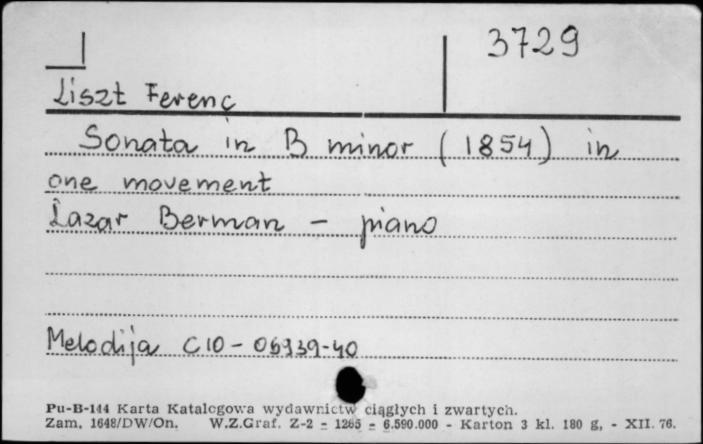 3729
Liszt Ferenc
Sonata in B minor (1854) in
one movement
Lazar Berman - piano
Melodija C10-06939-40
Pu-B-144 Karta Katalogowa wydawnictw ciągłych i zwartych.
Zam. 1648/DW/On. W.Z.Graf. Z-2 - 1265 - 6.590.000 - Karton 3 kl. 180 g, - XII. 76.